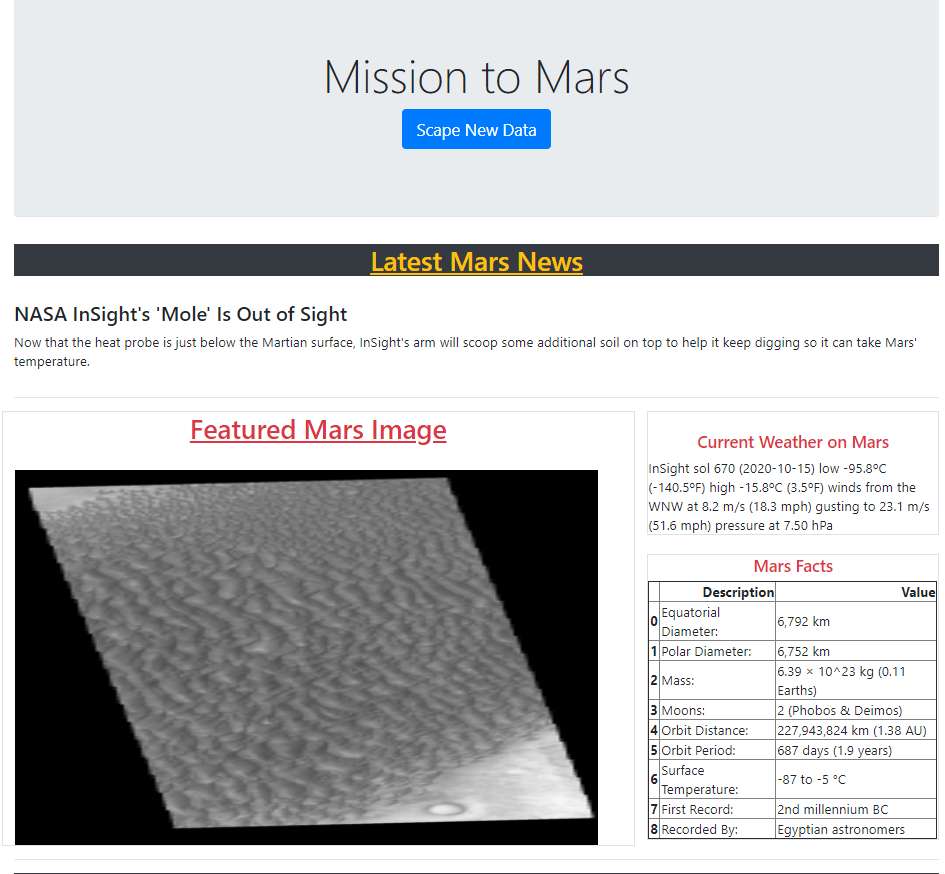 Mission to Mars
Scape New Data
Latest Mars News
NASA InSight's 'Mole' Is Out of Sight
Now that the heat probe is just below the Martian surface, InSight's arm will scoop some additional soil on top to help it keep digging so it can take Mars'
temperature.
Featured Mars Image
Current Weather on Mars
InSight sol 670 (2020-10-15) low -95.8ºC
(-140.5ºF) high -15.8ºC (3.5ºF) winds from the
WNW at 8.2 m/s (18.3 mph) gusting to 23.1 m/s
(51.6 mph) pressure at 7.50 hPa
Mars Facts
Description Value
0 Equatorial Diameter: 6,792 km
1 Polar Diameter: 6,752 km
2 Mass: 6.39 × 10^23 kg (0.11 Earths)
3 Moons: 2 (Phobos & Deimos)
4 Orbit Distance: 227,943,824 km (1.38 AU)
5 Orbit Period: 687 days (1.9 years)
6 Surface Temperature: -87 to -5 °C
7 First Record: 2nd millennium BC
8 Recorded By: Egyptian astronomers